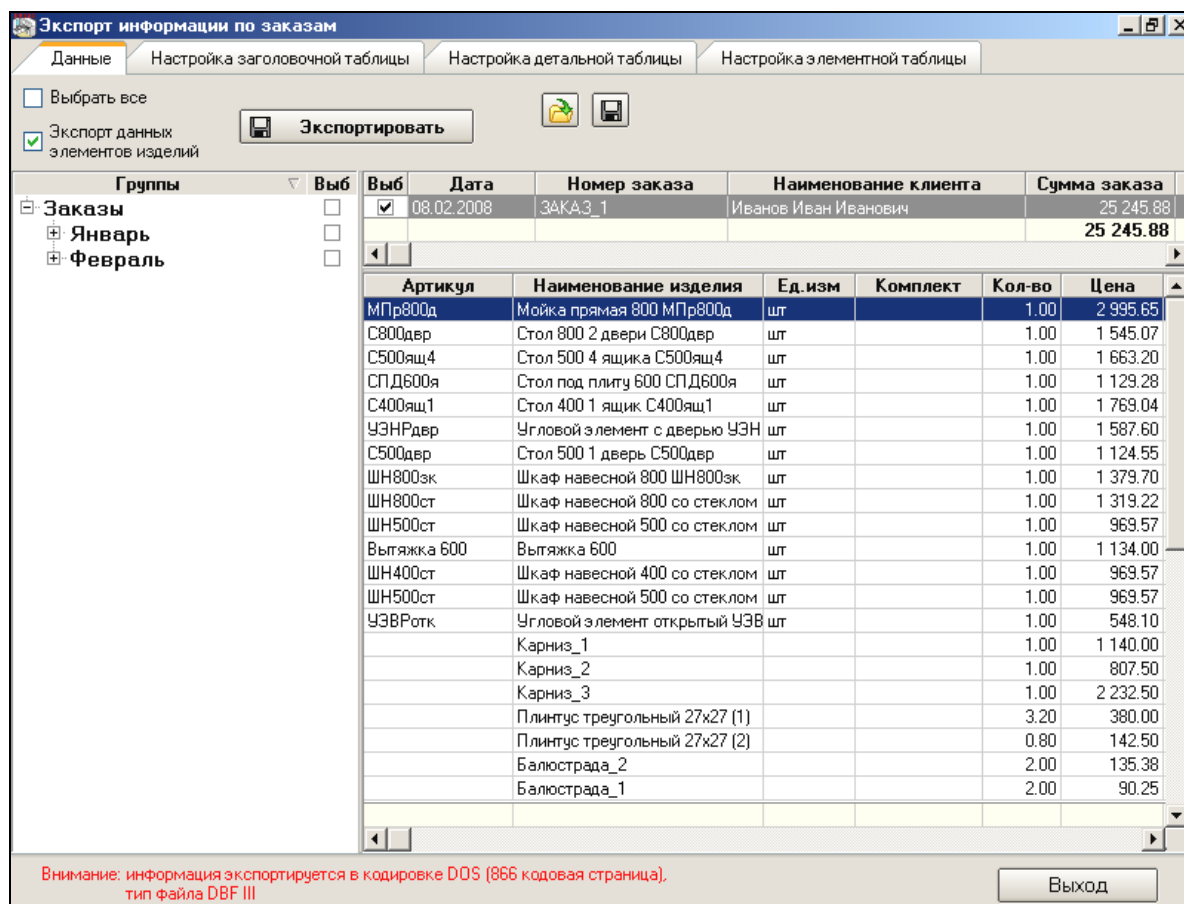 Экспорт информации по заказам
Данные Настройка заголовочной таблицы Настройка детальной таблицы Настройка элементной таблицы
Выбрать все
Экспорт данных
элементов изделий
Экспортировать
Группы Выб
Заказы
Январь
Февраль
Выб Дата Номер заказа Наименование клиента Сумма заказа
08.02.2008 ЗАКАЗ_1 Иванов Иван Иванович 25 245.88
25 245.88
Артикул Наименование изделия Ед.изм Комплект Кол-во Цена
МПр800д Мойка прямая 800 МПр800д шт 1.00 2 995.65
С800двр Стол 800 2 двери С800двр шт 1.00 1 545.07
С500ящ4 Стол 500 4 ящика С500ящ4 шт 1.00 1 663.20
СПД600я Стол под плиту 600 СПД600я шт 1.00 1 129.28
С400ящ1 Стол 400 1 ящик С400ящ1 шт 1.00 1 769.04
УЭНРдвр Угловой элемент с дверью УЭН шт 1.00 1 587.60
С500двр Стол 500 1 дверь С500двр шт 1.00 1 124.55
ШН800зк Шкаф навесной 800 ШН800зк шт 1.00 1 379.70
ШН800ст Шкаф навесной 800 со стеклом шт 1.00 1 319.22
ШН500ст Шкаф навесной 500 со стеклом шт 1.00 969.57
Вытяжка 600 Вытяжка 600 шт 1.00 1 134.00
ШН400ст Шкаф навесной 400 со стеклом шт 1.00 969.57
ШН500ст Шкаф навесной 500 со стеклом шт 1.00 969.57
УЭВРотк Угловой элемент открытый УЭВ шт 1.00 548.10
Карниз_1 1.00 1 140.00
Карниз_2 1.00 807.50
Карниз_3 1.00 2 232.50
Плинтус треугольный 27х27 (1) 3.20 380.00
Плинтус треугольный 27х27 (2) 0.80 142.50
Балюстрада_2 2.00 135.38
Балюстрада_1 2.00 90.25
Внимание: информация экспортируется в кодировке DOS (866 кодовая страница),
тип файла DBF III
Выход